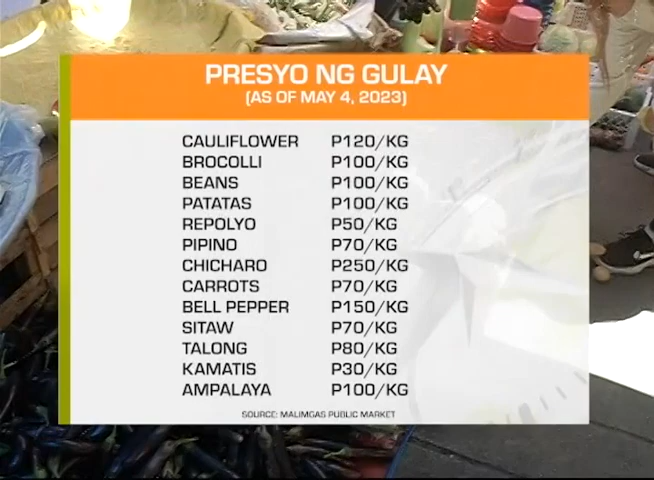 PRESYO NG GULAY
(AS OF MAY 4, 2023)
CAULIFLOWER P120/KG
BROCOLLI P100/KG
BEANS P100/KG
PATATAS P100/KG
REPOLYO P50/KG
PIPINO P70/KG
CHICHARO P250/KG
CARROTS P70/KG
BELL PEPPER P150/KG
SITAW P70/KG
TALONG P80/KG
KAMATIS P30/KG
AMPALAYA P100/KG
SOURCE: MALIMGAS PUBLIC MARKET